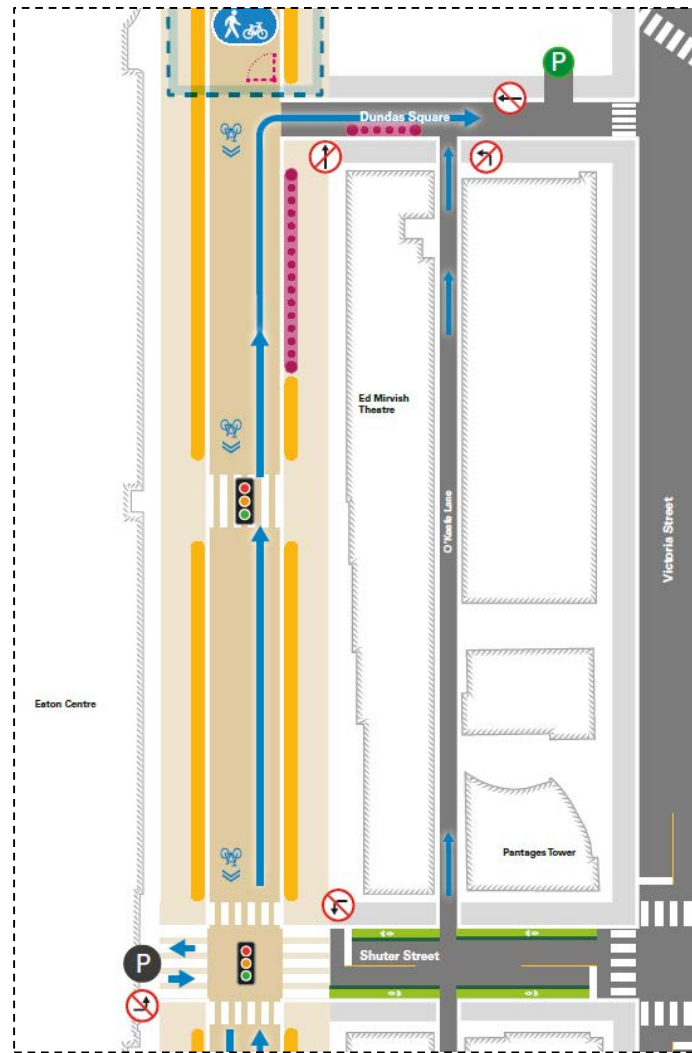 P
Dundas Square
Ed Mirvish
Theatre
O'Keefe Lane
Victoria Street
Eaton Centre
Pantages Tower
P
Shuter Street